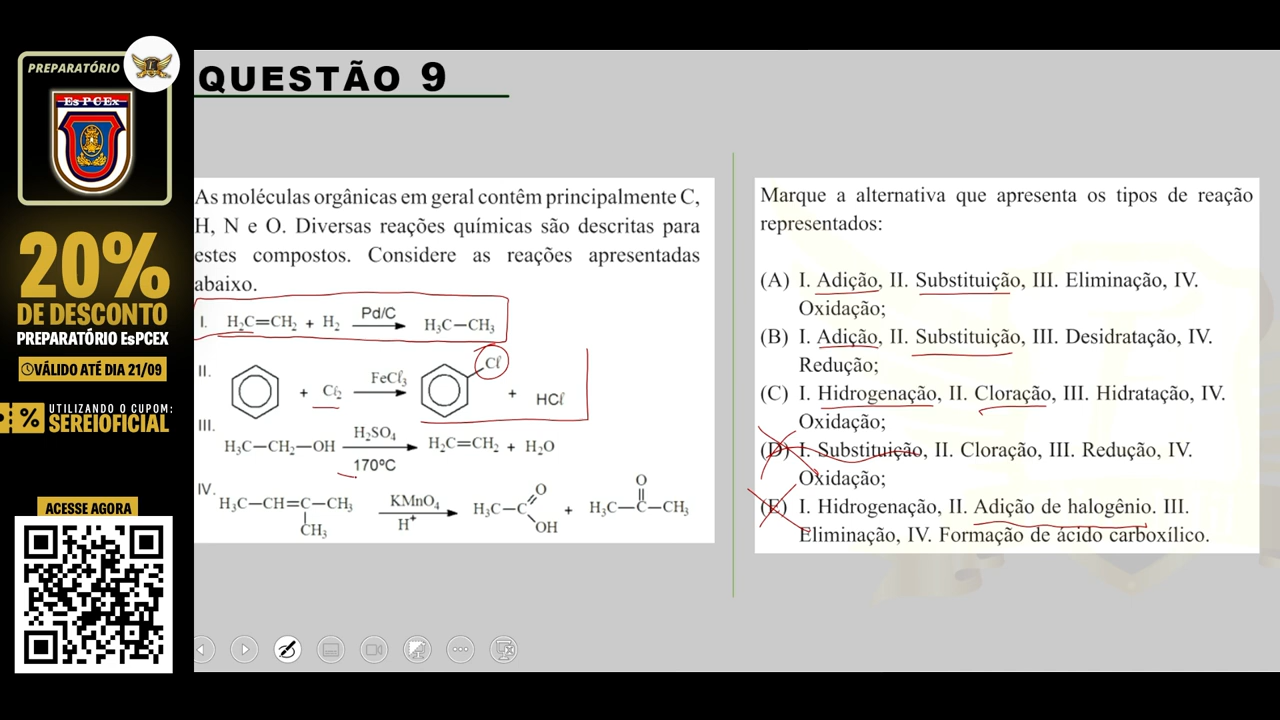 PREPARATÓRIO
EsPCEx
20%
DE DESCONTO
PREPARATÓRIO EsPCEX
VÁLIDO ATÉ DIA 21/09
% UTILIZANDO O CUPOM:
SEREIOFICIAL
ACESSE AGORA
QUESTÃO 9
As moléculas orgânicas em geral contêm principalmente C,
H, N e O. Diversas reações químicas são descritas para
estes compostos. Considere as reações apresentadas
abaixo.
I. H₂C=CH₂ + H₂ Pd/C H₃C−CH₃
II. + Cℓ₂ FeCℓ₃ Cℓ + HCℓ
III.
H₃C−CH₂−OH H₂SO₄ 170ºC H₂C=CH₂ + H₂O
IV. H₃C−CH=C−CH₃ CH₃ KMnO₄ H⁺ H₃C−C O OH + O H₃C−C−CH₃
Marque a alternativa que apresenta os tipos de reação
representados:
(A) I. Adição, II. Substituição, III. Eliminação, IV.
Oxidação;
(B) I. Adição, II. Substituição, III. Desidratação, IV.
Redução;
(C) I. Hidrogenação, II. Cloração, III. Hidratação, IV.
Oxidação;
(D) I. Substituição, II. Cloração, III. Redução, IV.
Oxidação;
(E) I. Hidrogenação, II. Adição de halogênio. III.
Eliminação, IV. Formação de ácido carboxílico.